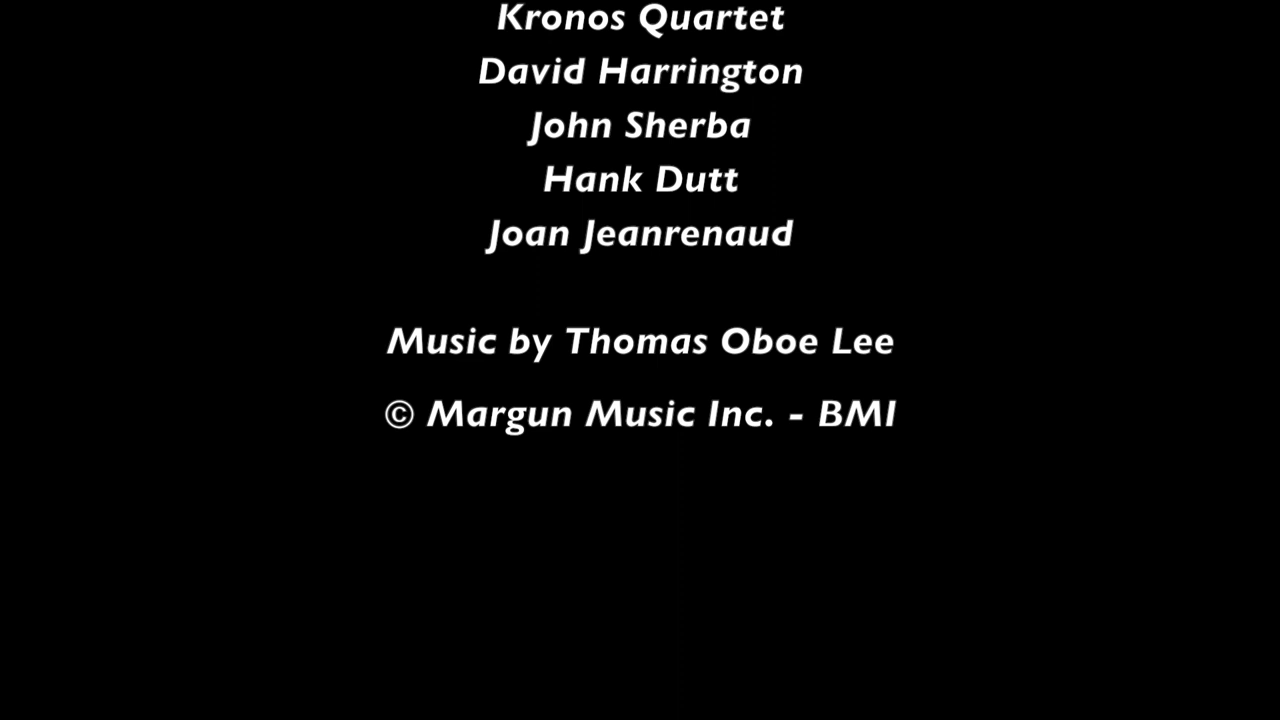 Kronos Quartet
David Harrington
John Sherba
Hank Dutt
Joan Jeanrenaud
Music by Thomas Oboe Lee
© Margun Music Inc. - BMI